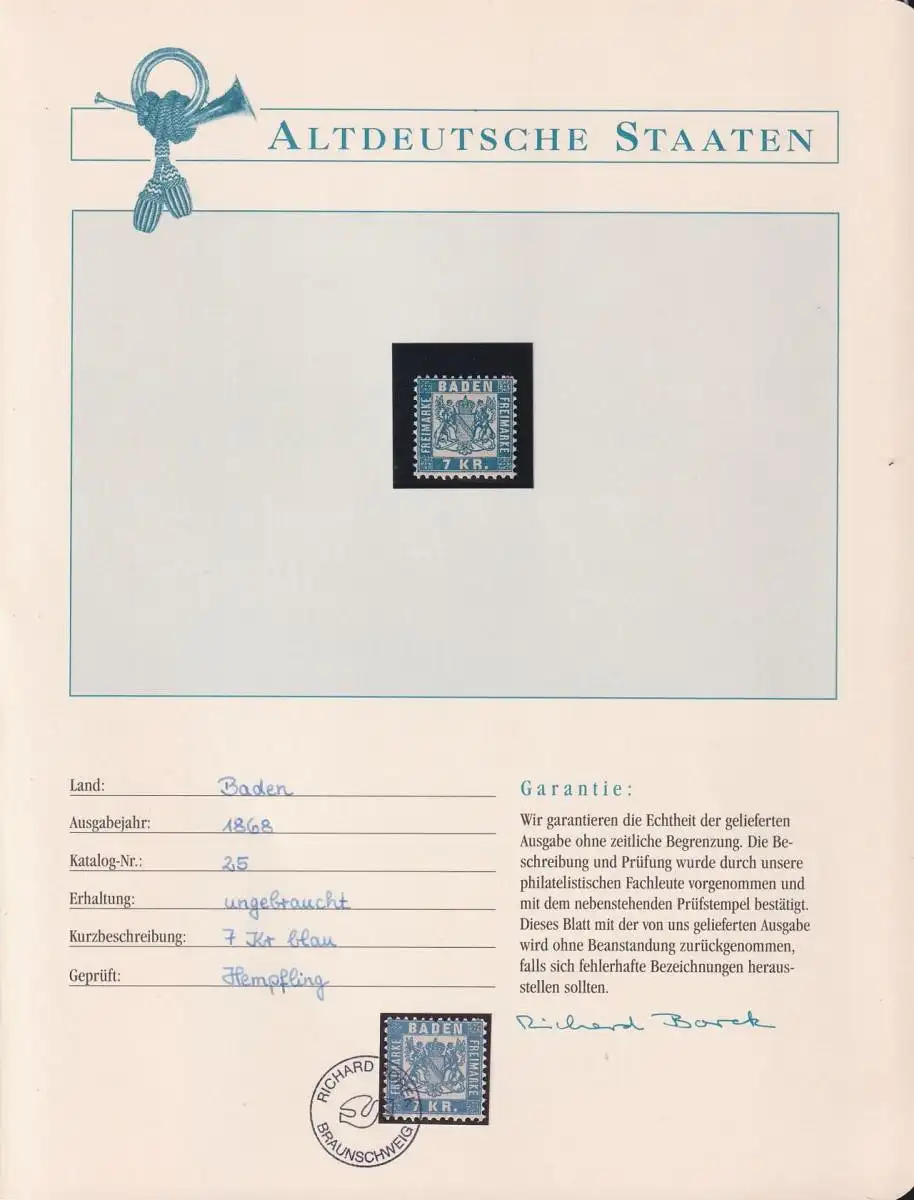 ALTDEUTSCHE STAATEN
BADEN
FREIMARKE
FREIMARKE
7 KR.
Land: Baden
Ausgabejahr: 1868
Katalog-Nr.: 25
Erhaltung: ungebraucht
Kurzbeschreibung: 7 Kr blau
Geprüft: Hempfling
Garantie:
Wir garantieren die Echtheit der gelieferten
Ausgabe ohne zeitliche Begrenzung. Die Be-
schreibung und Prüfung wurde durch unsere
philatelistischen Fachleute vorgenommen und
mit dem nebenstehenden Prüfstempel bestätigt.
Dieses Blatt mit der von uns gelieferten Ausgabe
wird ohne Beanstandung zurückgenommen,
falls sich fehlerhafte Bezeichnungen heraus-
stellen sollten.
Richard Borek
BADEN
FREIMARKE
FREIMARKE
7 KR.
RICHARD
BRAUNSCHWEIG